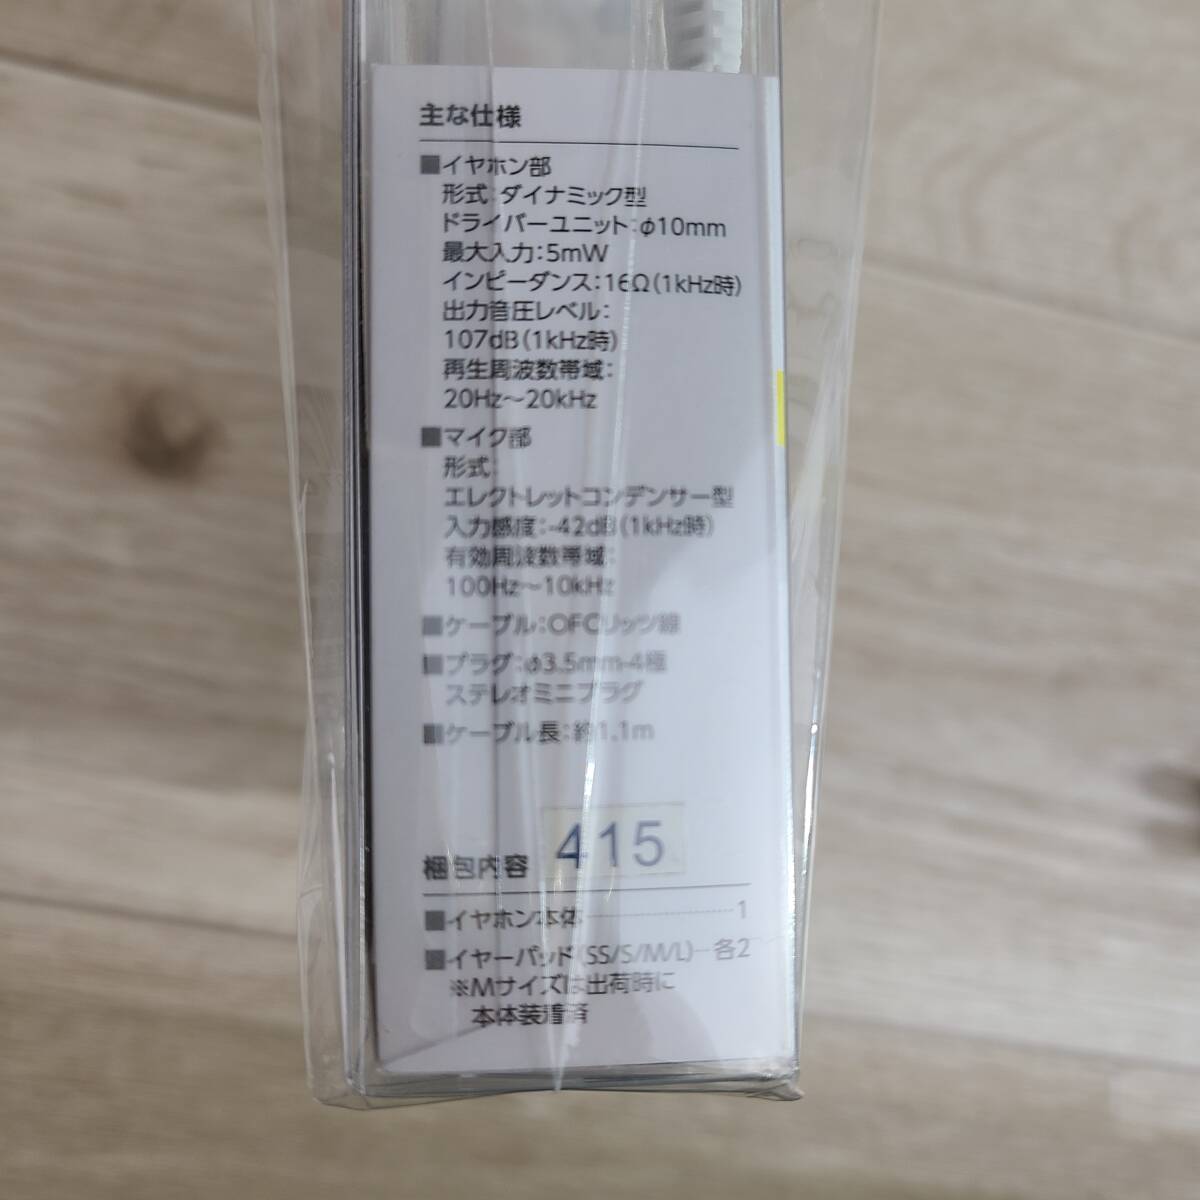 主な仕様
■イヤホン部
形式:ダイナミック型
ドライバーユニット:φ10mm
最大入力:5mW
インピーダンス:16Ω(1kHz時)
出力音圧レベル:
107dB(1kHz時)
再生周波数帯域:
20Hz〜20kHz
■マイク部
形式:
エレクトレットコンデンサー型
入力感度:-42dB(1kHz時)
有効周波数帯域:
100Hz〜10kHz
■ケーブル:OFCリッツ線
■プラグ:φ3.5mm-4極
ステレオミニプラグ
■ケーブル長:約1.1m
415
梱包内容
■イヤホン本体 1
■イヤーパッド(SS/S/M/L) 各2
※Mサイズは出荷時に
本体装着済